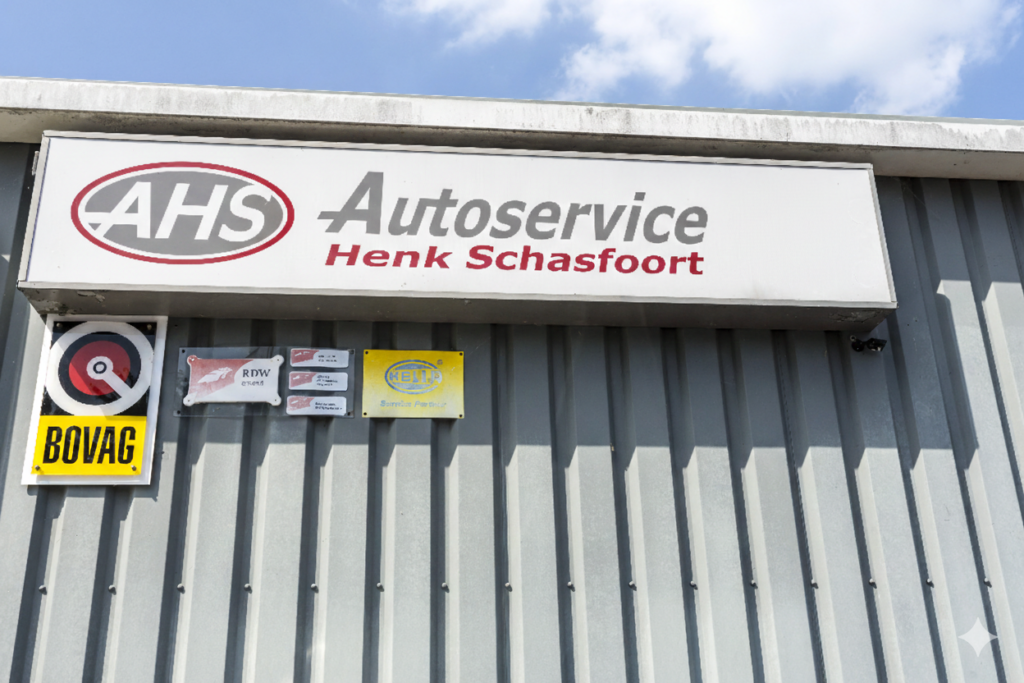 AHS
Autoservice
Henk Schasfoort
BOVAG
RDW
HELLA
Service Partner